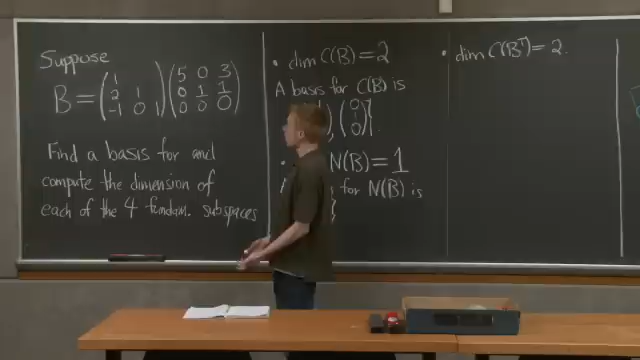 Suppose
B = ( 1
2 1
-1 0 1 ) ( 5 0 3
0 1 1
0 0 0 )
Find a basis for and
compute the dimension of
each of the 4 fundam. subspaces
• dim C(B) = 2
A basis for C(B) is
( 0
1
0 ) }.
N(B) = 1
for N(B) is
}
• dim C(Bᵀ) = 2.